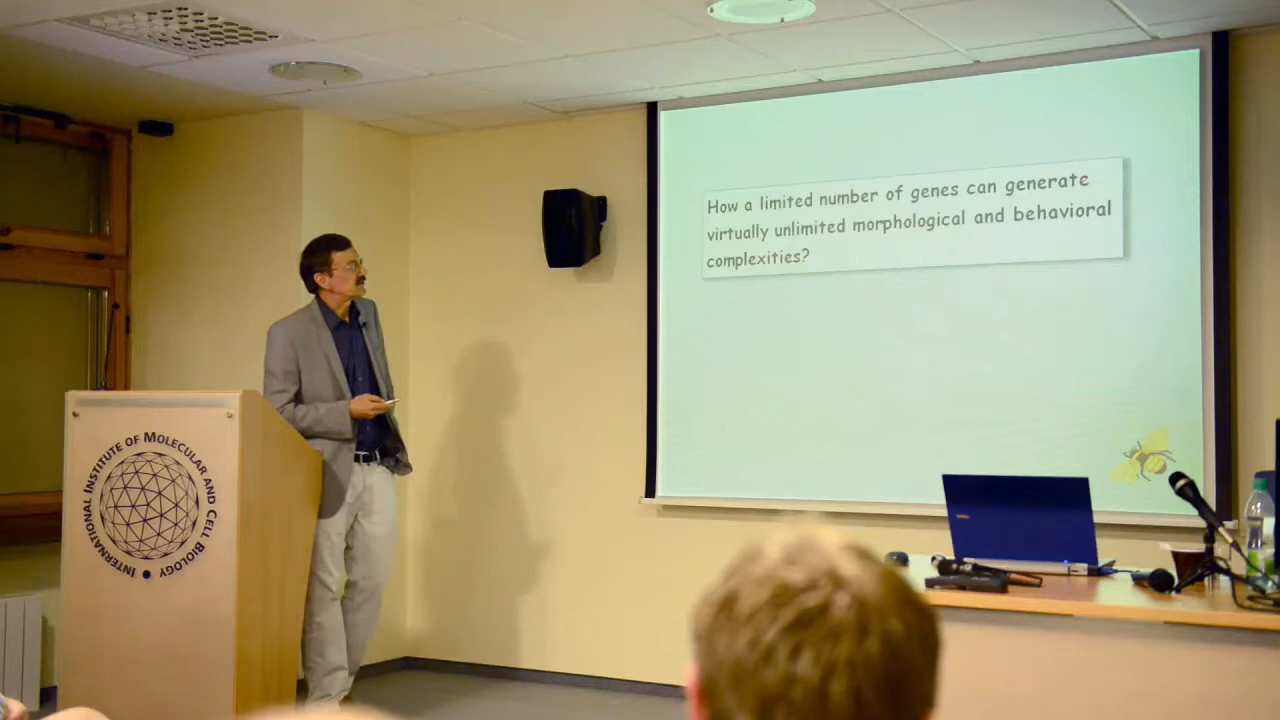 How a limited number of genes can generate
virtually unlimited morphological and behavioral
complexities?
INTERNATIONAL INSTITUTE OF MOLECULAR AND CELL BIOLOGY